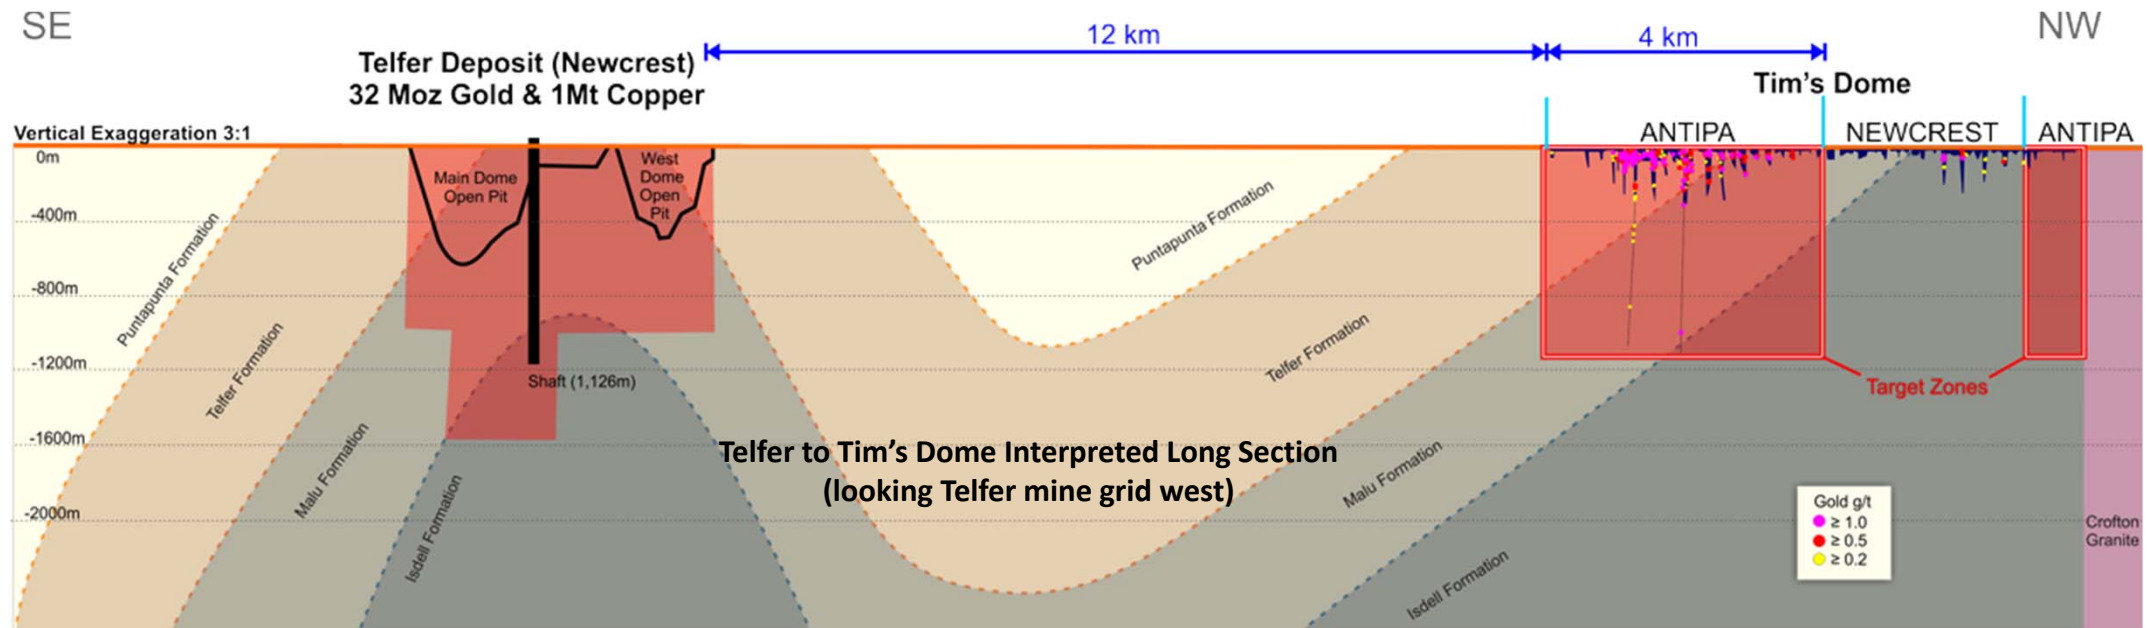 SE
NW
12 km
4 km
Telfer Deposit (Newcrest)
32 Moz Gold & 1Mt Copper
Tim's Dome
Vertical Exaggeration 3:1
ANTIPA
NEWCREST
ANTIPA
0m
-400m
-800m
-1200m
-1600m
-2000m
Main Dome
Open Pit
West
Dome
Open
Pit
Shaft (1,126m)
Puntapunta Formation
Telfer Formation
Malu Formation
Isdell Formation
Puntapunta Formation
Telfer Formation
Malu Formation
Isdell Formation
Target Zones
Telfer to Tim's Dome Interpreted Long Section
(looking Telfer mine grid west)
Gold g/t
≥ 1.0
≥ 0.5
≥ 0.2
Crofton
Granite